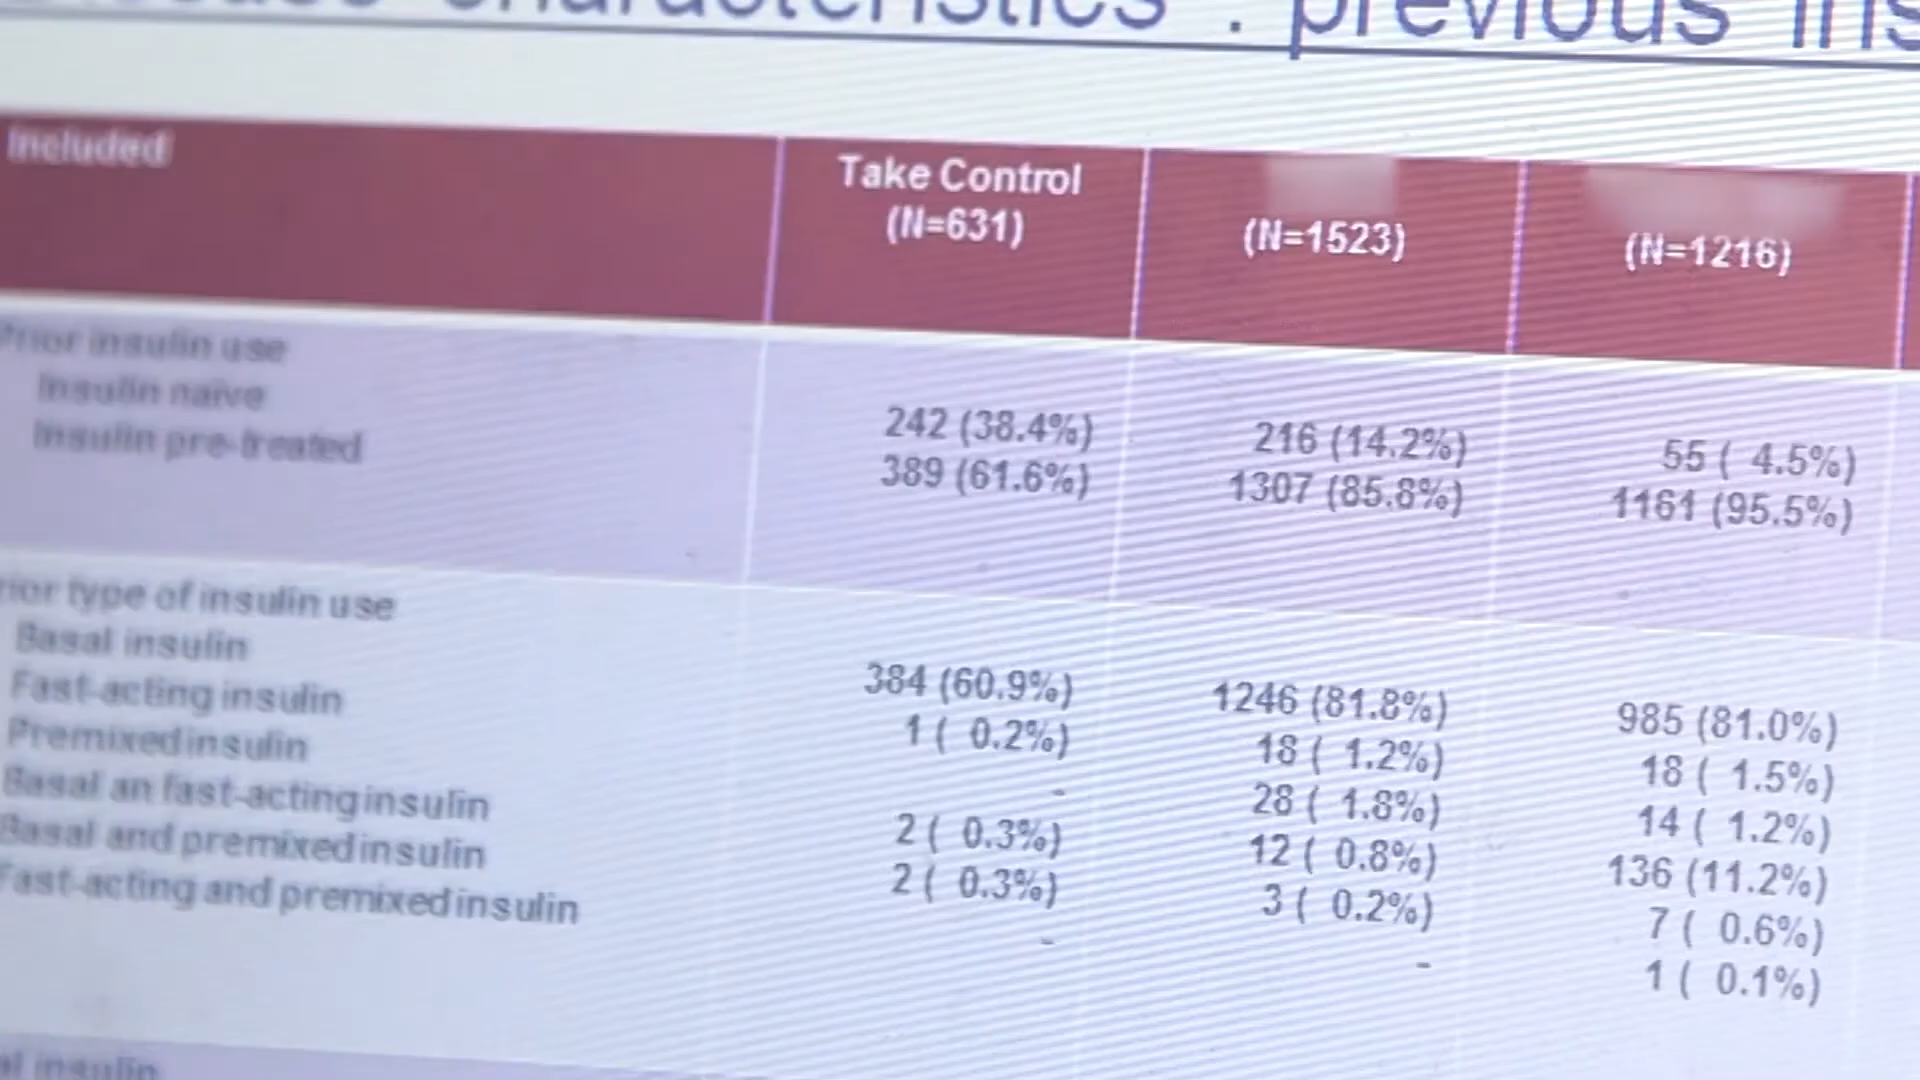 characteristics : previous
Included
Take Control
(N=631)
(N=1523)
(N=1216)
insulin use
Insulin naive
242 (38.4%) 216 (14.2%) 55 ( 4.5%)
Insulin pre-treated
389 (61.6%) 1307 (85.8%) 1161 (95.5%)
type of insulin use
Basal insulin
384 (60.9%) 1246 (81.8%) 985 (81.0%)
Fast-acting insulin
1 ( 0.2%) 18 ( 1.2%) 18 ( 1.5%)
Premixed insulin
- 28 ( 1.8%) 14 ( 1.2%)
Basal an fast-acting insulin
2 ( 0.3%) 12 ( 0.8%) 136 (11.2%)
Basal and premixed insulin
2 ( 0.3%) 3 ( 0.2%) 7 ( 0.6%)
Fast-acting and premixed insulin
- - 1 ( 0.1%)
insulin